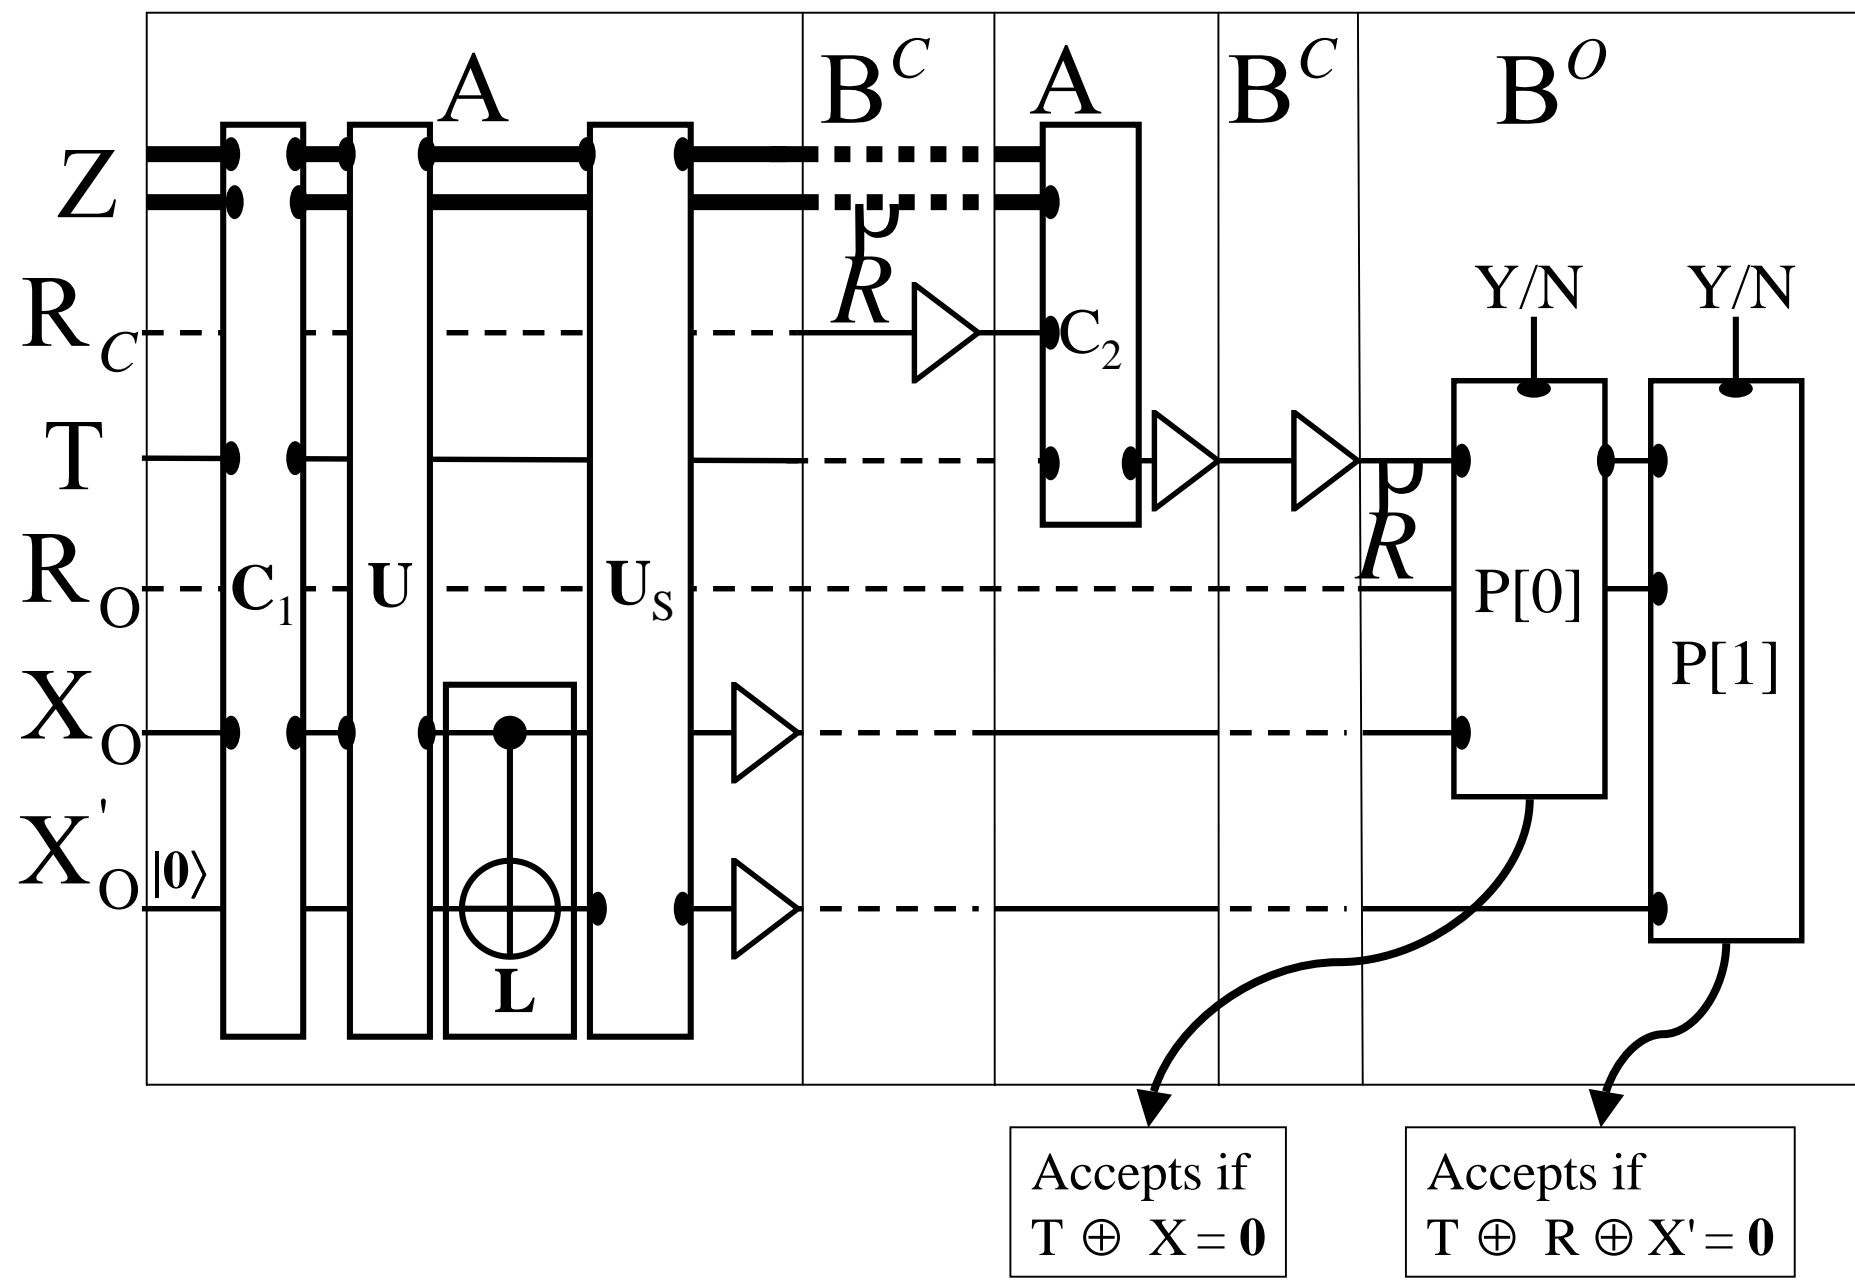 A B^C A B^C B^O
Z
R_C
R
C_2
Y/N Y/N
T
R
R_O
C_1 U U_S P[0] P[1]
X_O
X'_O |0⟩
L
Accepts if
T ⊕ X = 0
Accepts if
T ⊕ R ⊕ X' = 0